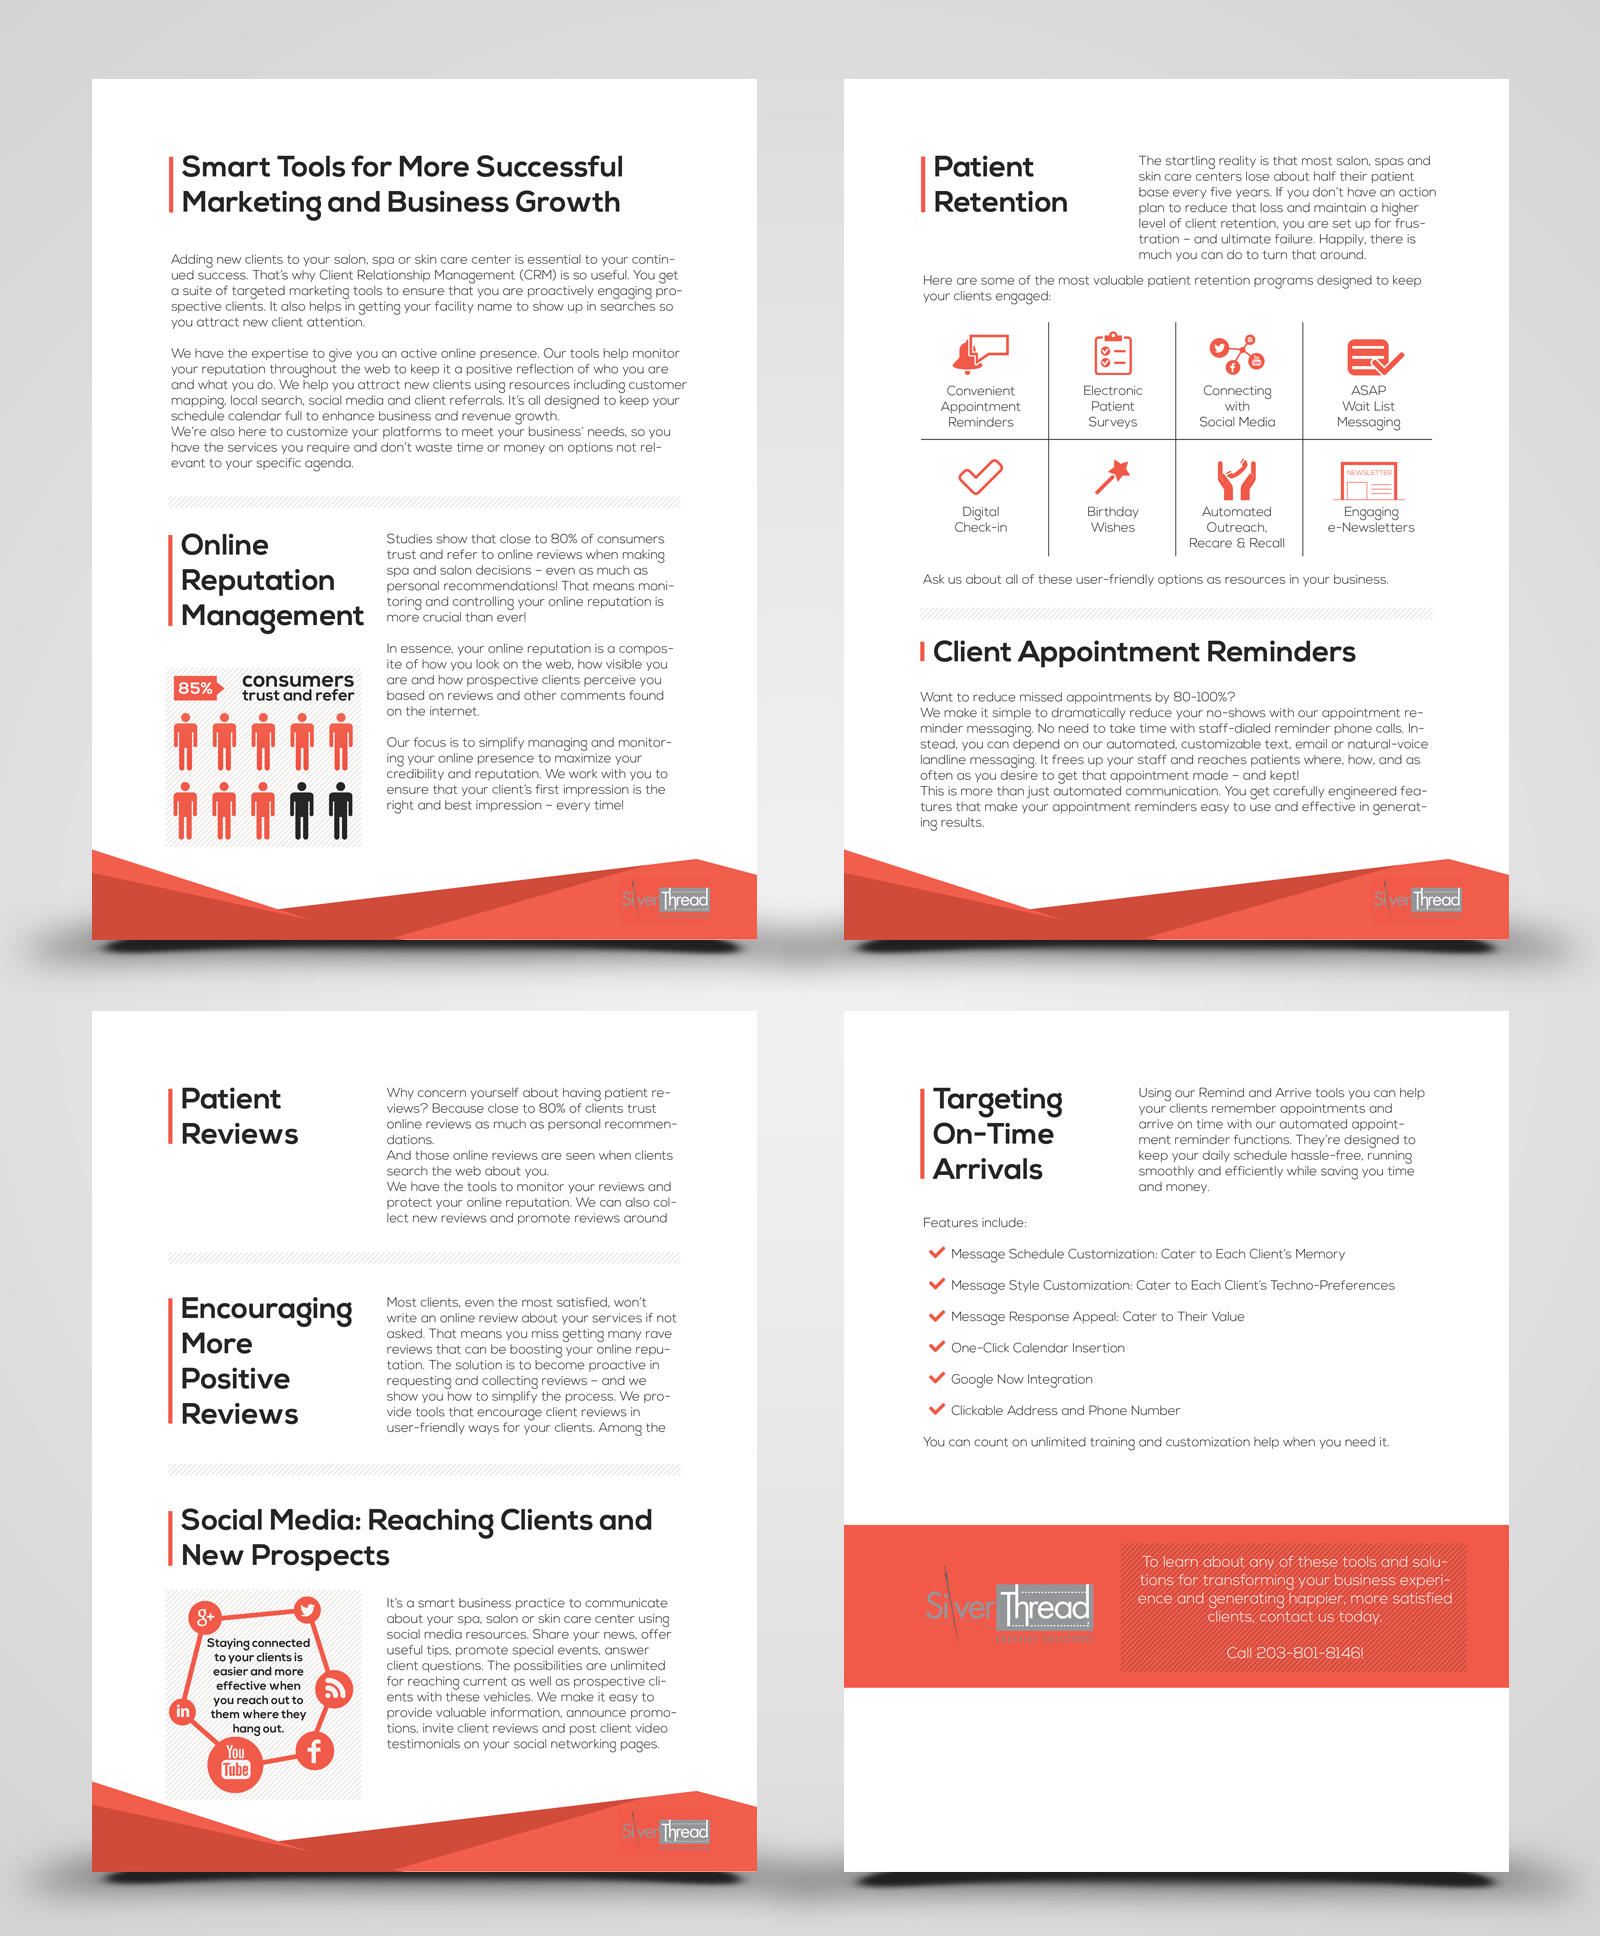 Smart Tools for More Successful
Marketing and Business Growth
Adding new clients to your salon, spa or skin care center is essential to your contin-
ued success. That's why Client Relationship Management (CRM) is so useful. You get
a suite of targeted marketing tools to ensure that you are proactively engaging pro-
spective clients. It also helps in getting your facility name to show up in searches so
you attract new client attention.
We have the expertise to give you an active online presence. Our tools help monitor
your reputation throughout the web to keep it a positive reflection of who you are
and what you do. We help you attract new clients using resources including customer
mapping, local search, social media and client referrals. It's all designed to keep your
schedule calendar full to enhance business and revenue growth.
We're also here to customize your platforms to meet your business' needs, so you
have the services you require and don't waste time or money on options not rel-
evant to your specific agenda.
Online
Reputation
Management
85%
consumers
trust and refer
Studies show that close to 80% of consumers
trust and refer to online reviews when making
spa and salon decisions – even as much as
personal recommendations! That means moni-
toring and controlling your online reputation is
more crucial than ever!
In essence, your online reputation is a compos-
ite of how you look on the web, how visible you
are and how prospective clients perceive you
based on reviews and other comments found
on the internet.
Our focus is to simplify managing and monitor-
ing your online presence to maximize your
credibility and reputation. We work with you to
ensure that your client's first impression is the
right and best impression – every time!
Silver Thread
Patient
Retention
The startling reality is that most salon, spas and
skin care centers lose about half their patient
base every five years. If you don't have an action
plan to reduce that loss and maintain a higher
level of client retention, you are set up for frus-
tration – and ultimate failure. Happily, there is
much you can do to turn that around.
Here are some of the most valuable patient retention programs designed to keep
your clients engaged:
Convenient
Appointment
Reminders
Electronic
Patient
Surveys
You
Connecting
with
Social Media
ASAP
Wait List
Messaging
Digital
Check-in
Birthday
Wishes
Automated
Outreach,
Recare & Recall
NEWSLETTER
Engaging
e-Newsletters
Ask us about all of these user-friendly options as resources in your business.
Client Appointment Reminders
Want to reduce missed appointments by 80-100%?
We make it simple to dramatically reduce your no-shows with our appointment re-
minder messaging. No need to take time with staff-dialed reminder phone calls. In-
stead, you can depend on our automated, customizable text, email or natural-voice
landline messaging. It frees up your staff and reaches patients where, how, and as
often as you desire to get that appointment made – and kept!
This is more than just automated communication. You get carefully engineered fea-
tures that make your appointment reminders easy to use and effective in generat-
ing results.
Silver Thread
Patient
Reviews
Why concern yourself about having patient re-
views? Because close to 80% of clients trust
online reviews as much as personal recommen-
dations.
And those online reviews are seen when clients
search the web about you.
We have the tools to monitor your reviews and
protect your online reputation. We can also col-
lect new reviews and promote reviews around
Encouraging
More
Positive
Reviews
Most clients, even the most satisfied, won't
write an online review about your services if not
asked. That means you miss getting many rave
reviews that can be boosting your online repu-
tation. The solution is to become proactive in
requesting and collecting reviews – and we
show you how to simplify the process. We pro-
vide tools that encourage client reviews in
user-friendly ways for your clients. Among the
Social Media: Reaching Clients and
New Prospects
g+
Staying connected
to your clients is
easier and more
effective when
you reach out to
them where they
hang out.
in
f
You
Tube
It's a smart business practice to communicate
about your spa, salon or skin care center using
social media resources. Share your news, offer
useful tips, promote special events, answer
client questions. The possibilities are unlimited
for reaching current as well as prospective cli-
ents with these vehicles. We make it easy to
provide valuable information, announce promo-
tions, invite client reviews and post client video
testimonials on your social networking pages.
Silver Thread
Targeting
On-Time
Arrivals
Using our Remind and Arrive tools you can help
your clients remember appointments and
arrive on time with our automated appoint-
ment reminder functions. They're designed to
keep your daily schedule hassle-free, running
smoothly and efficiently while saving you time
and money.
Features include:
Message Schedule Customization: Cater to Each Client's Memory
Message Style Customization: Cater to Each Client's Techno-Preferences
Message Response Appeal: Cater to Their Value
One-Click Calendar Insertion
Google Now Integration
Clickable Address and Phone Number
You can count on unlimited training and customization help when you need it.
Silver Thread
To learn about any of these tools and solu-
tions for transforming your business experi-
ence and generating happier, more satisfied
clients, contact us today.
Call 203-801-8146!